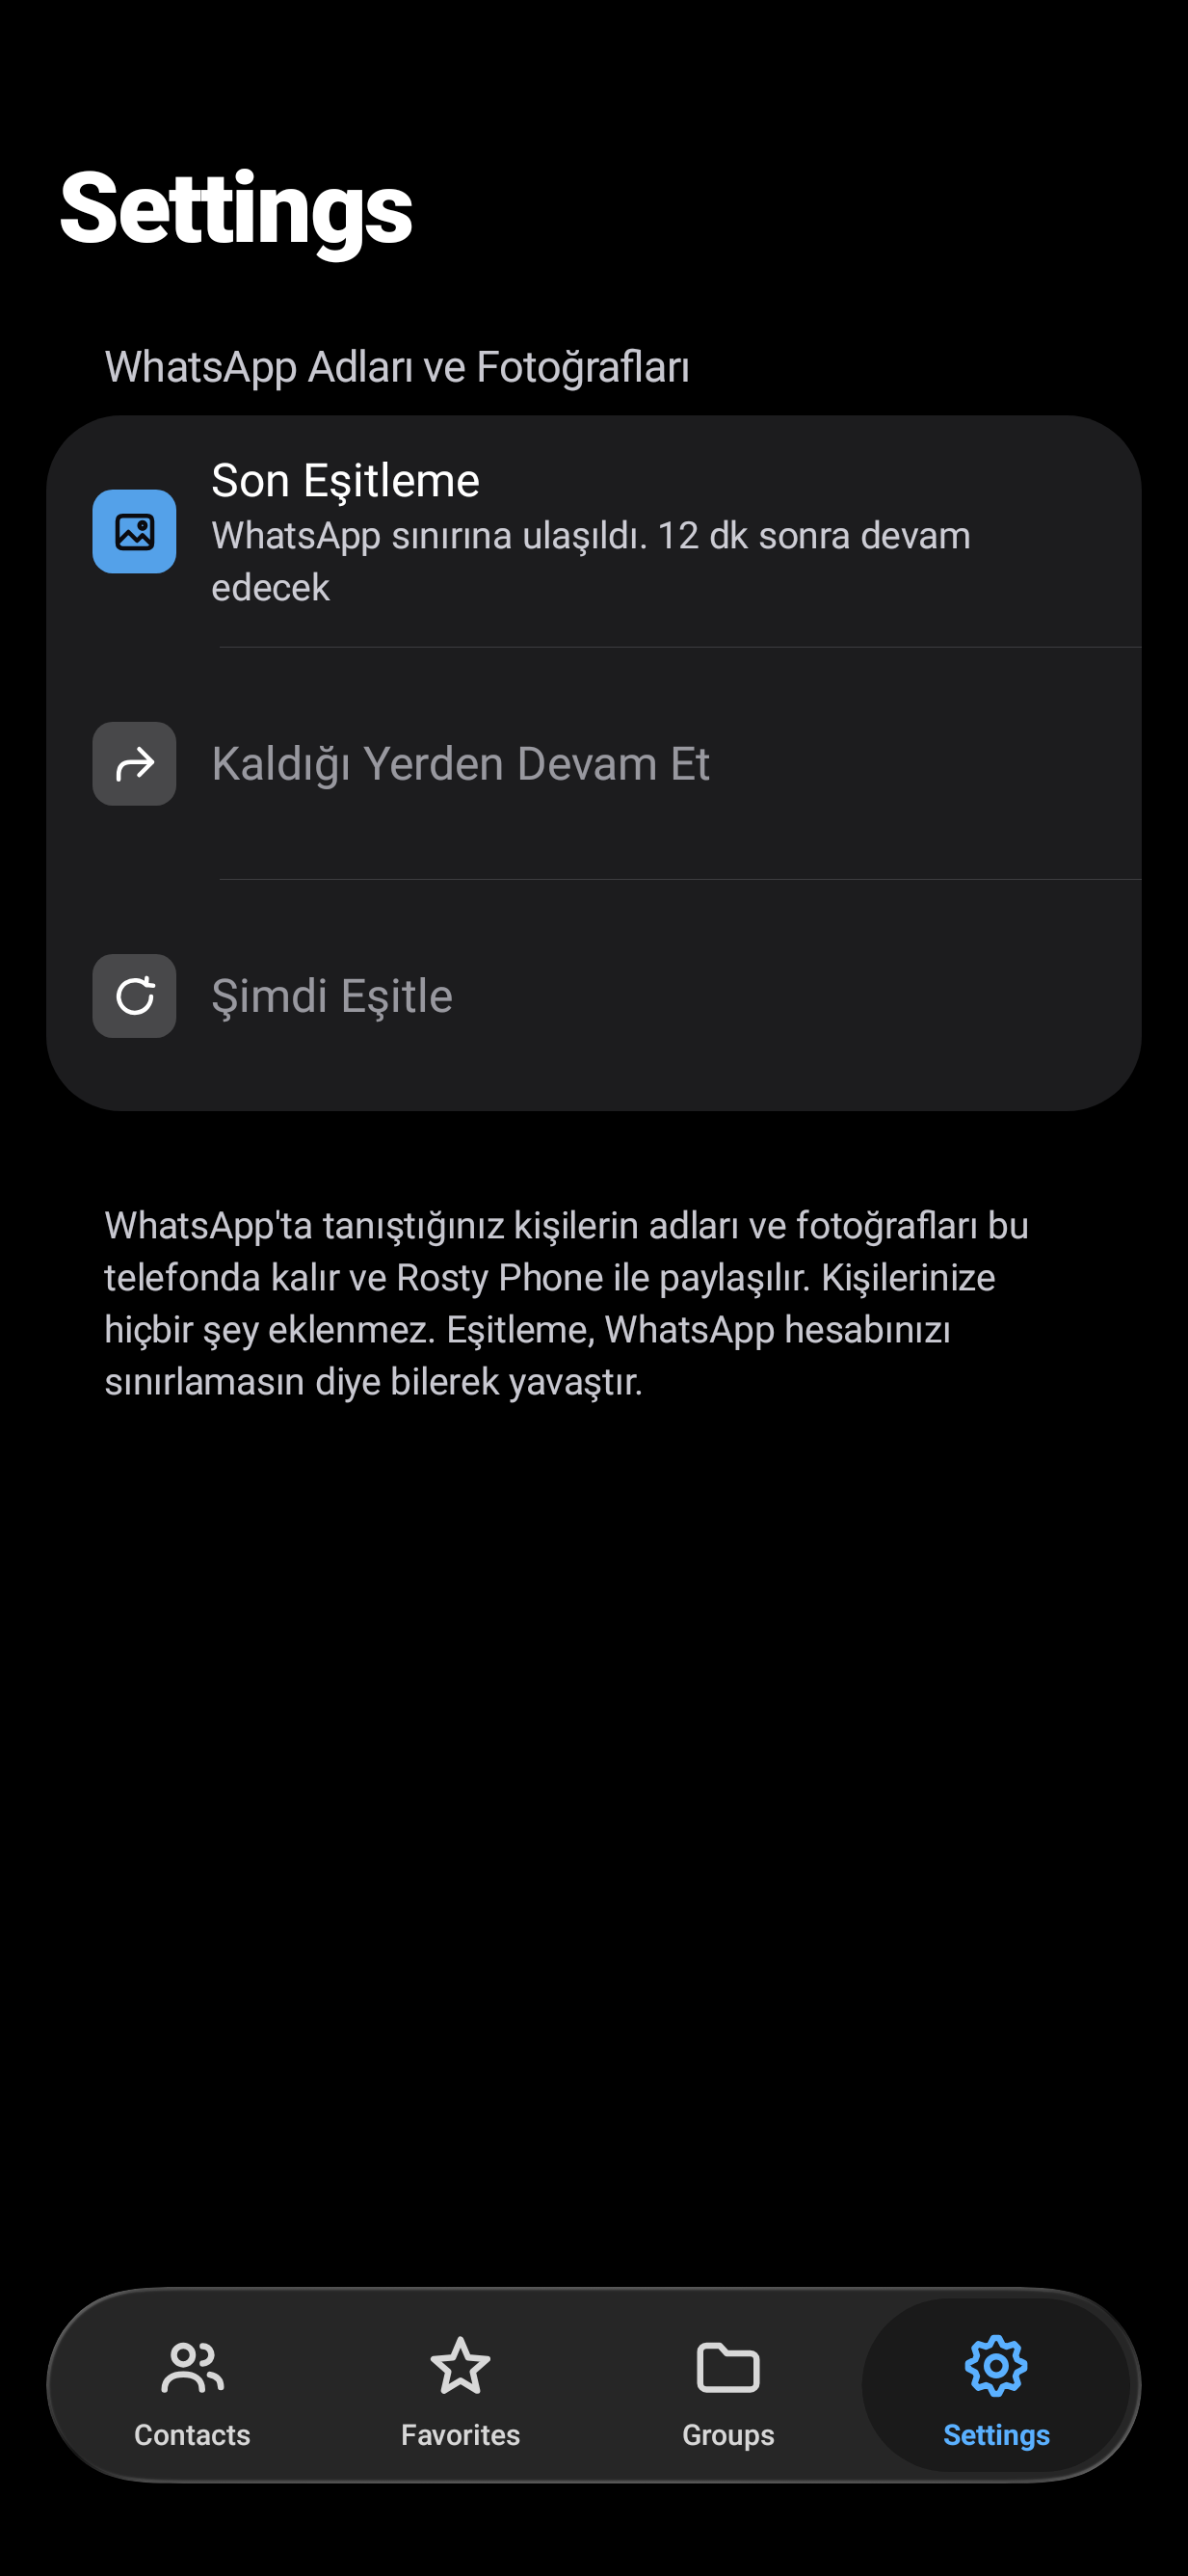 Settings
WhatsApp Adları ve Fotoğrafları
Son Eşitleme
WhatsApp sınırına ulaşıldı. 12 dk sonra devam
edecek
Kaldığı Yerden Devam Et
Şimdi Eşitle
WhatsApp'ta tanıştığınız kişilerin adları ve fotoğrafları bu
telefonda kalır ve Rosty Phone ile paylaşılır. Kişilerinize
hiçbir şey eklenmez. Eşitleme, WhatsApp hesabınızı
sınırlamasın diye bilerek yavaştır.
Contacts
Favorites
Groups
Settings